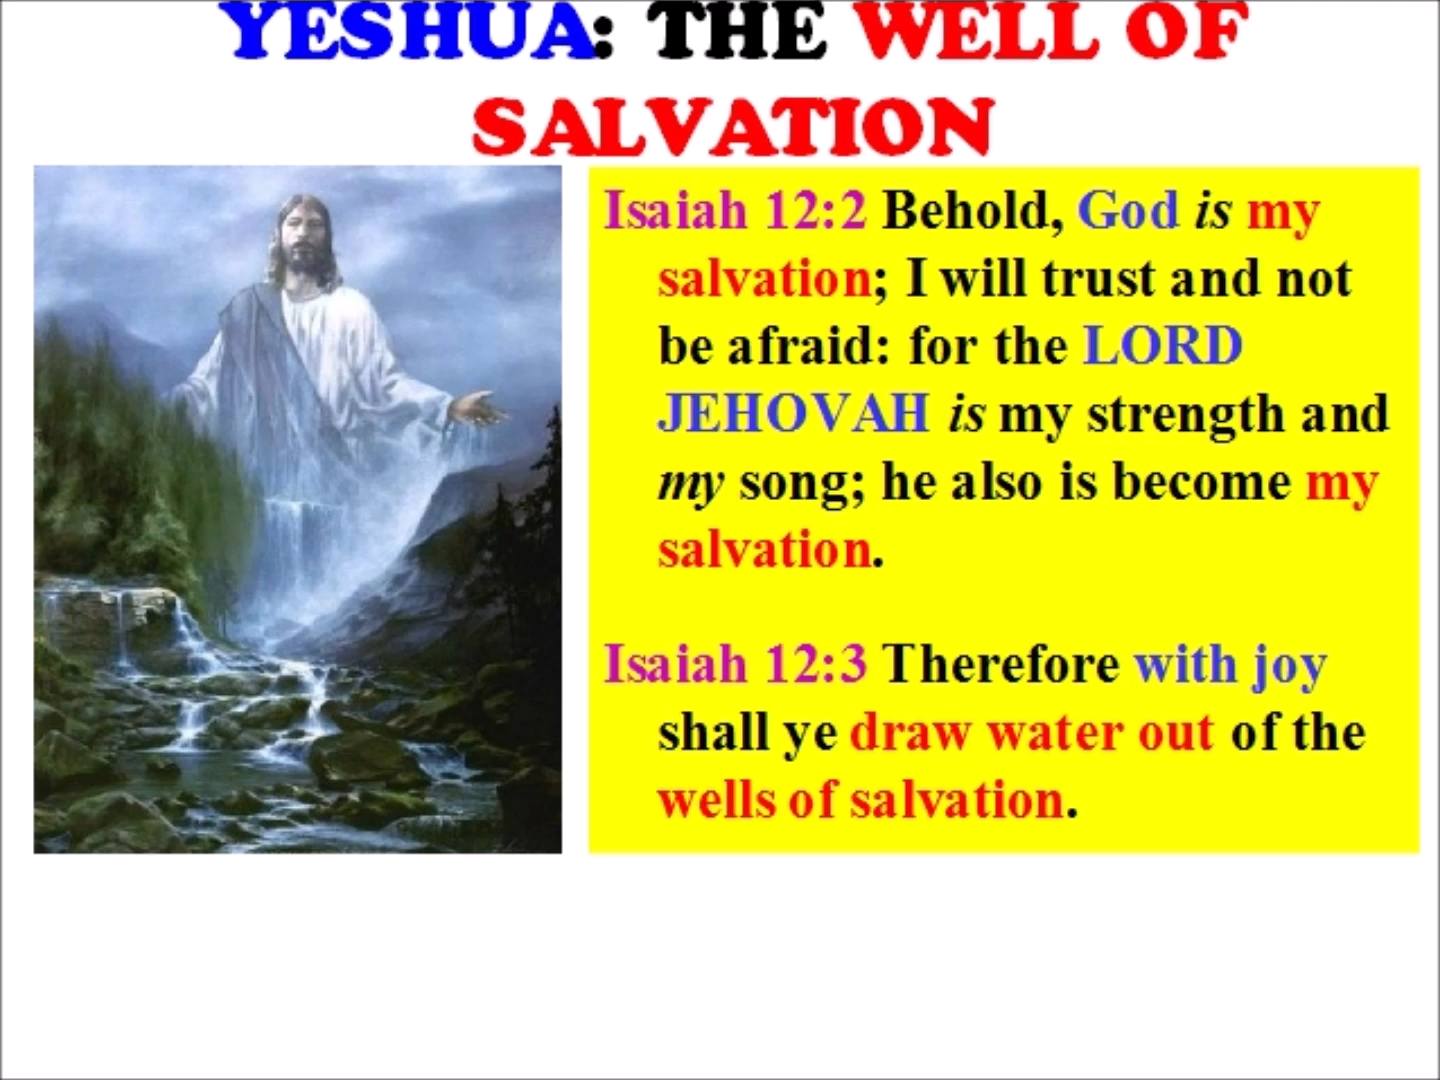 YESHUA: THE WELL OF
SALVATION
Isaiah 12:2 Behold, God is my
salvation; I will trust and not
be afraid: for the LORD
JEHOVAH is my strength and
my song; he also is become my
salvation.
Isaiah 12:3 Therefore with joy
shall ye draw water out of the
wells of salvation.